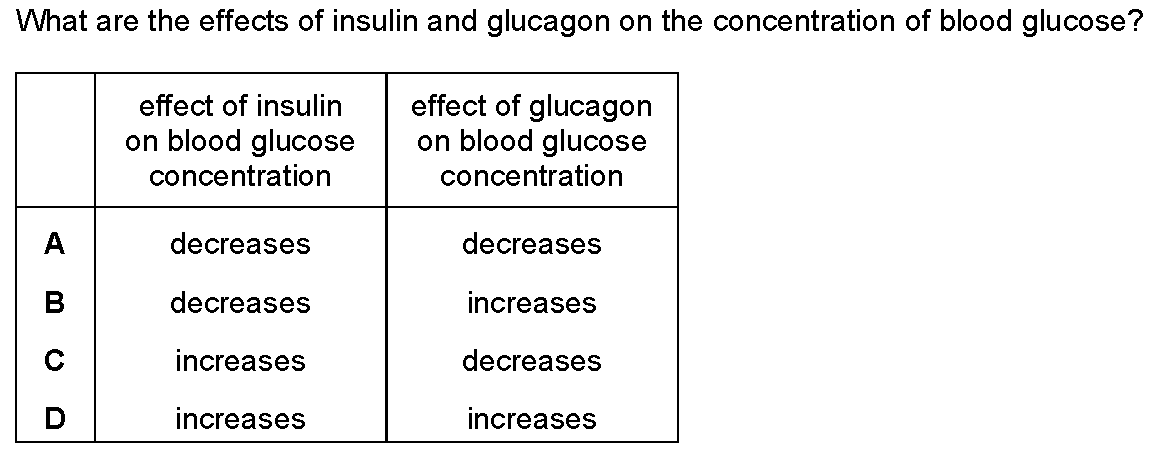 What are the effects of insulin and glucagon on the concentration of blood glucose?
effect of insulin on blood glucose concentration effect of glucagon on blood glucose concentration
A decreases decreases
B decreases increases
C increases decreases
D increases increases